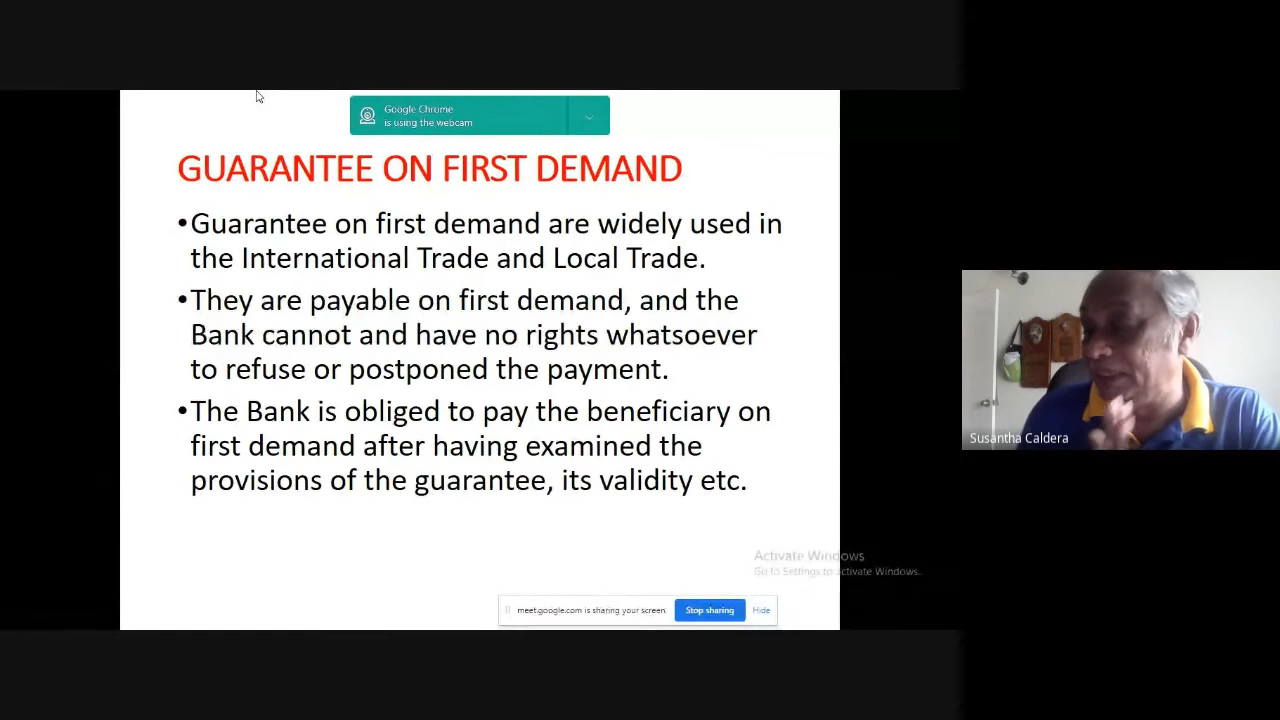 Google Chrome
is using the webcam
GUARANTEE ON FIRST DEMAND
•Guarantee on first demand are widely used in
the International Trade and Local Trade.
•They are payable on first demand, and the
Bank cannot and have no rights whatsoever
to refuse or postponed the payment.
•The Bank is obliged to pay the beneficiary on
first demand after having examined the
provisions of the guarantee, its validity etc.
Susantha Caldera
Activate Windows
Go to Settings to activate Windows.
meet.google.com is sharing your screen.
Stop sharing
Hide